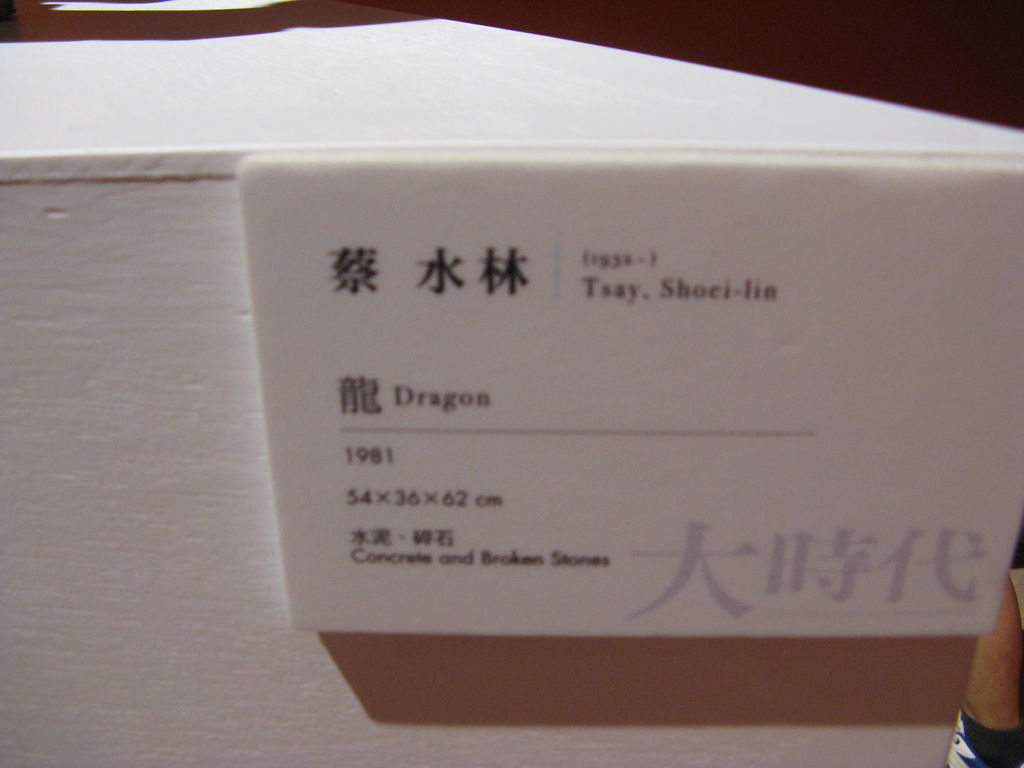 蔡 水林
(1932-)
Tsay, Shoei-lin
龍 Dragon
1981
54×36×62 cm
水泥、碎石
Concrete and Broken Stones
大時代